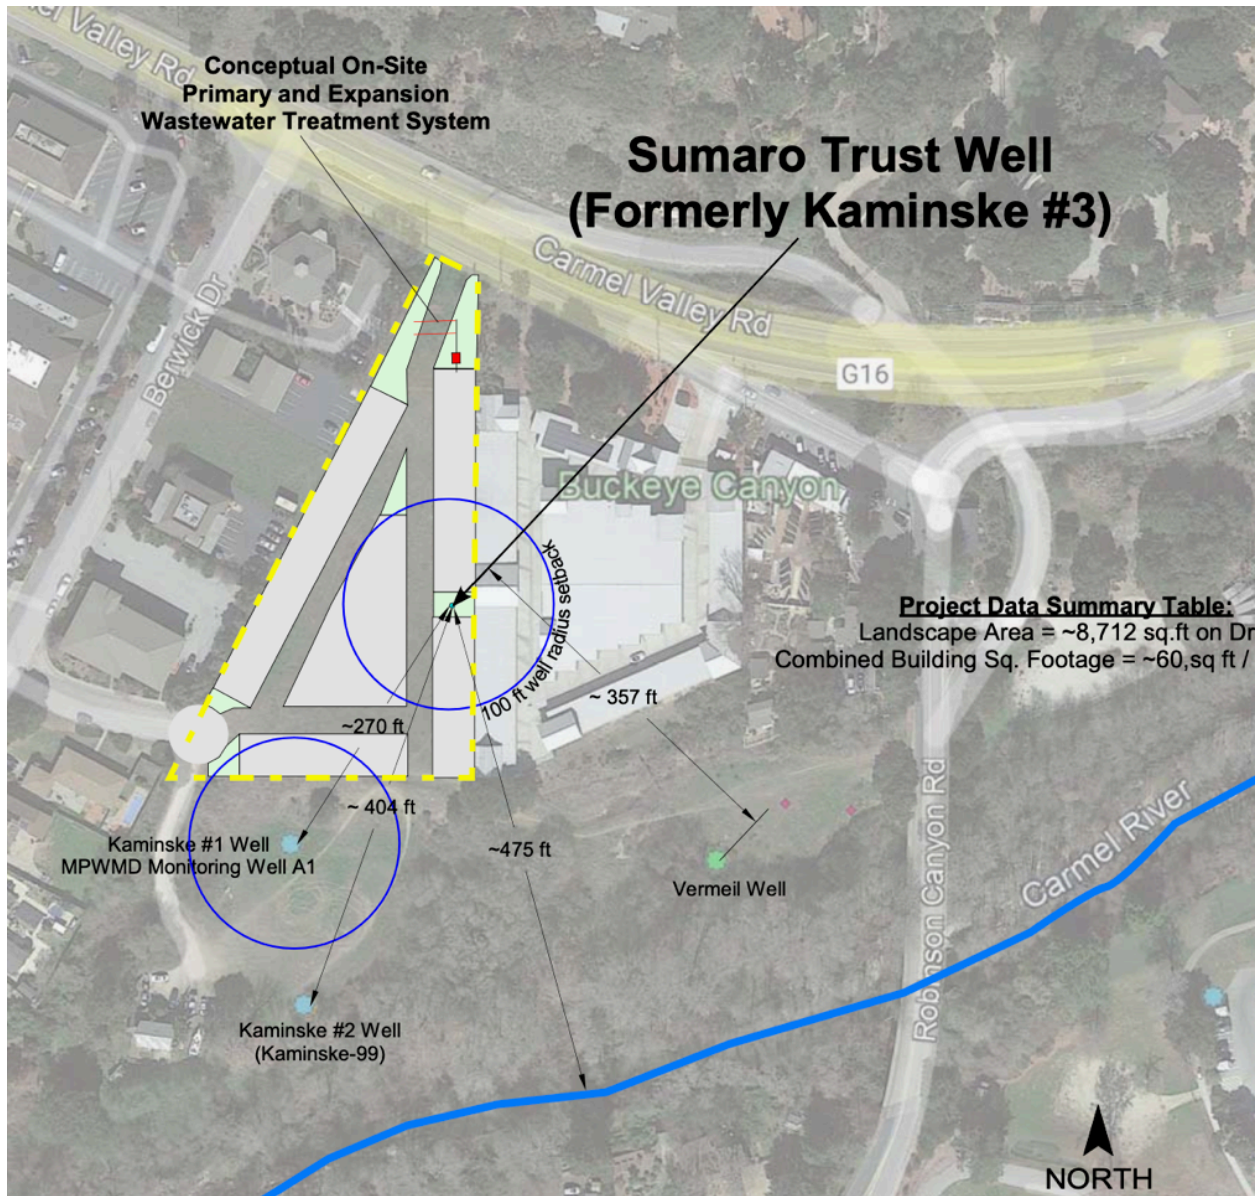 el Valley Rd
Conceptual On-Site
Primary and Expansion
Wastewater Treatment System
Sumaro Trust Well
(Formerly Kaminske #3)
Carmel Valley Rd
Berwick Dr
G16
Buckeye Canyon
100 ft well radius setback
Project Data Summary Table:
Landscape Area = ~8,712 sq.ft on Dr
Combined Building Sq. Footage = ~60,sq ft /
~ 357 ft
~270 ft
~ 404 ft
~475 ft
Kaminske #1 Well
MPWMD Monitoring Well A1
Vermeil Well
Robinson Canyon Rd
Carmel River
Kaminske #2 Well
(Kaminske-99)
NORTH